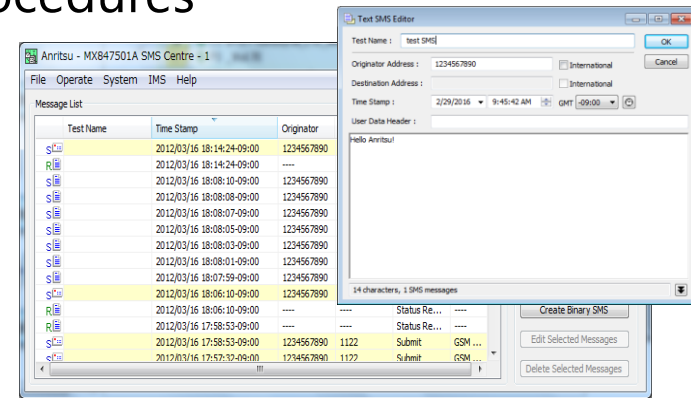 ocedures
Anritsu - MX847501A SMS Centre - 1
File Operate System IMS Help
Message List
Test Name Time Stamp Originator
S 2012/03/16 18:14:24-09:00 1234567890
R 2012/03/16 18:14:24-09:00 ----
S 2012/03/16 18:08:10-09:00 1234567890
S 2012/03/16 18:08:08-09:00 1234567890
S 2012/03/16 18:08:07-09:00 1234567890
S 2012/03/16 18:08:05-09:00 1234567890
S 2012/03/16 18:08:03-09:00 1234567890
S 2012/03/16 18:08:01-09:00 1234567890
S 2012/03/16 18:07:59-09:00 1234567890
S 2012/03/16 18:06:10-09:00 1234567890
R 2012/03/16 18:06:10-09:00 ---- ---- Status Re... ----
R 2012/03/16 17:58:53-09:00 ---- ---- Status Re... ----
S 2012/03/16 17:58:53-09:00 1234567890 1122 Submit GSM ...
S 2012/03/16 17:57:32-09:00 1234567890 1122 Submit GSM ...
Create Binary SMS
Edit Selected Messages
Delete Selected Messages
Text SMS Editor
Test Name : test SMS
OK
Originator Address : 1234567890 International
Cancel
Destination Address : International
Time Stamp : 2/29/2016 9:45:42 AM GMT -09:00
User Data Header :
Hello Anritsu!
14 characters, 1 SMS messages